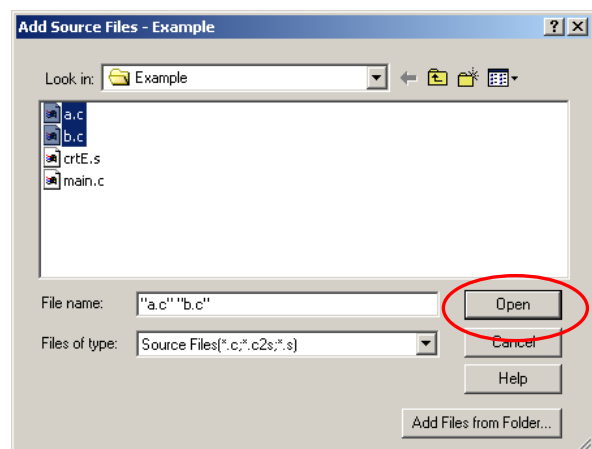 Add Source Files - Example
Look in: Example
a.c
b.c
crtE.s
main.c
File name: "a.c" "b.c" Open
Files of type: Source Files(*.c;*.c2s;*.s) Cancel
Help
Add Files from Folder...